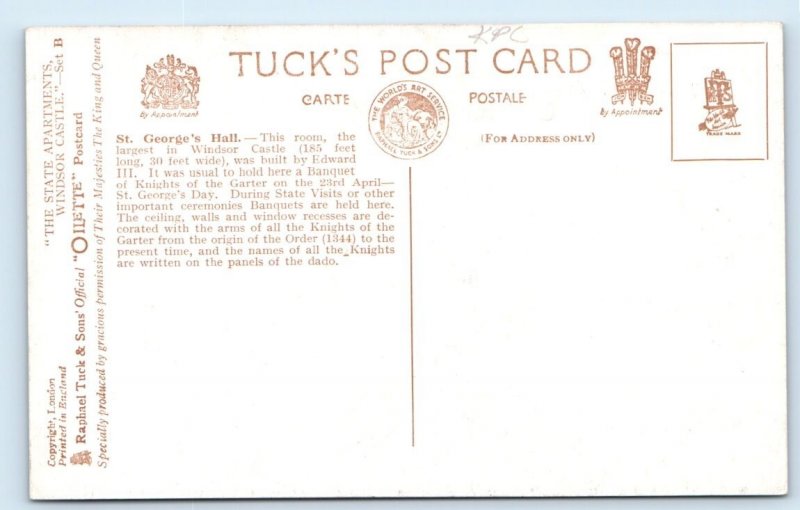 KPC
TUCK'S POST CARD
CARTE POSTALE
By Appointment
THE WORLD'S ART SERVICE
RAPHAEL TUCK & SONS LTD
By Appointment
(FOR ADDRESS ONLY)
TRADE MARK
St. George's Hall.—This room, the
largest in Windsor Castle (185 feet
long, 30 feet wide), was built by Edward
III. It was usual to hold here a Banquet
of Knights of the Garter on the 23rd April—
St. George's Day. During State Visits or other
important ceremonies Banquets are held here.
The ceiling, walls and window recesses are de-
corated with the arms of all the Knights of the
Garter from the origin of the Order (1344) to the
present time, and the names of all the Knights
are written on the panels of the dado.
"THE STATE APARTMENTS,
WINDSOR CASTLE."—Set B
Copyright, London
Printed in England
Raphael Tuck & Sons' Official "OILETTE" Postcard
Specially produced by gracious permission of Their Majesties The King and Queen